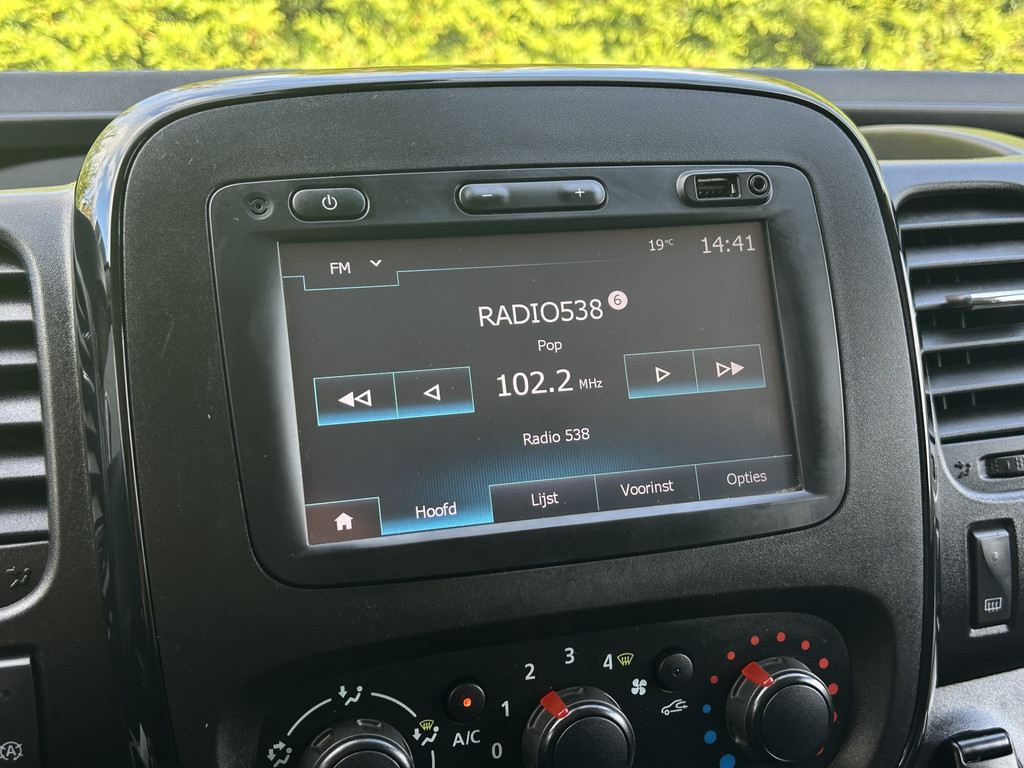 − +
FM 19°C 14:41
RADIO538 6
Pop
102.2 MHz
Radio 538
Hoofd Lijst Voorinst Opties
0 1 2 3 4
A/C
A